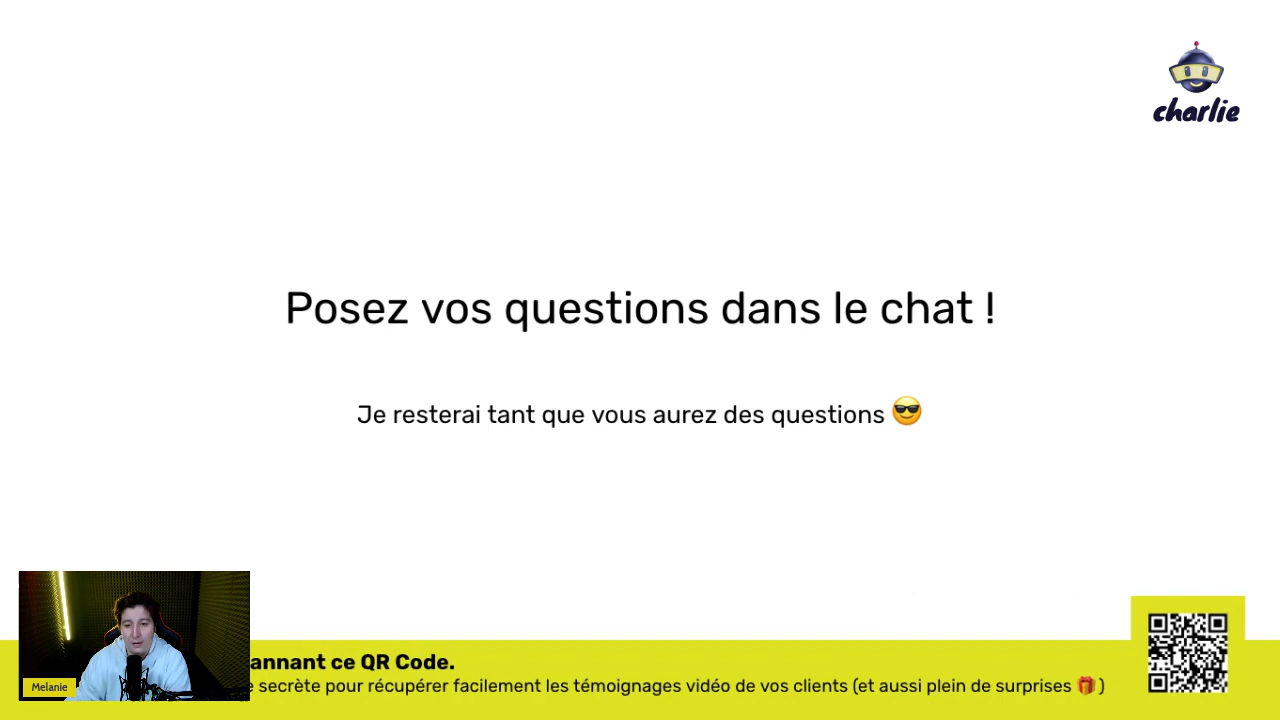 charlie
Posez vos questions dans le chat !
Je resterai tant que vous aurez des questions 😎
annant ce QR Code.
secrète pour récupérer facilement les témoignages vidéo de vos clients (et aussi plein de surprises 🎁)
Melanie